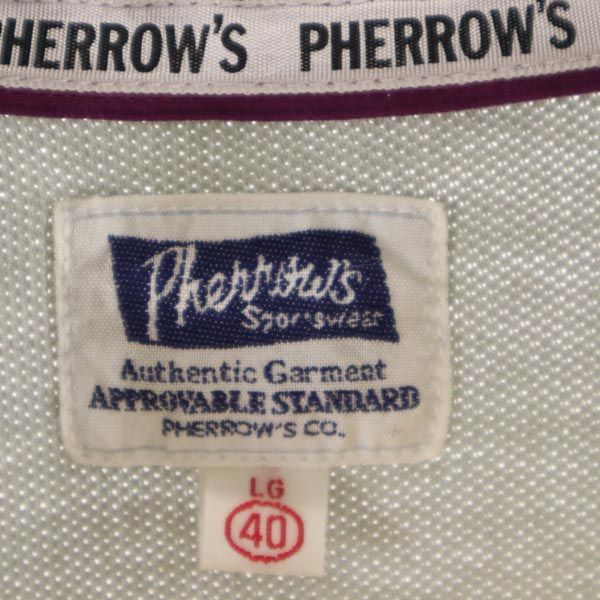 PHERROW'S PHERROW'S
Pherrow's
Sportswear
Authentic Garment
APPROVABLE STANDARD
PHERROW'S CO.
LG
40